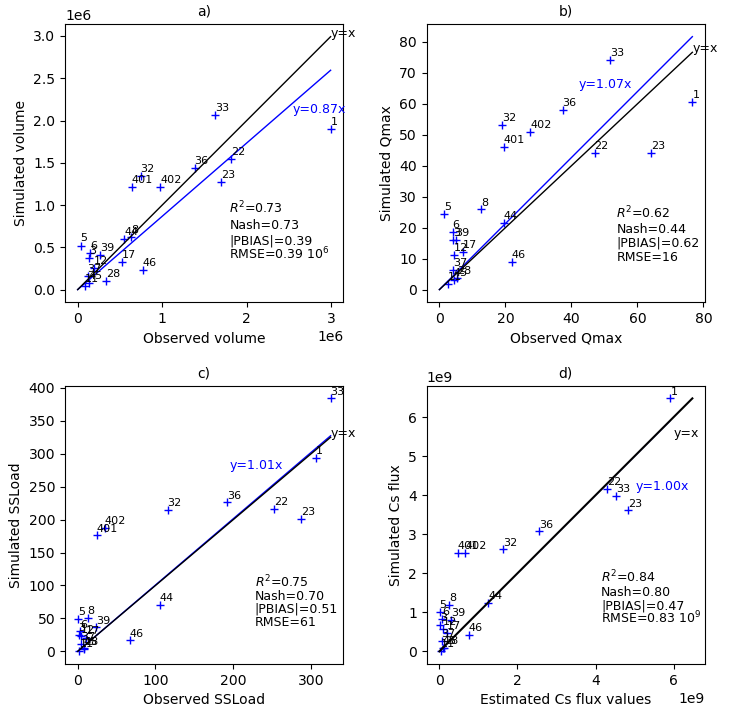 a)
1e6
3.0
2.5
2.0
1.5
1.0
0.5
0.0
Simulated volume
y=x
y=0.87x
33
1
22
36
23
32
401
402
44
8
5
6
39
17
12
46
28
R²=0.73
Nash=0.73
|PBIAS|=0.39
RMSE=0.39 10⁶
0
1
2
3
1e6
Observed volume
b)
80
70
60
50
40
30
20
10
0
Simulated Qmax
y=x
y=1.07x
33
1
36
32
402
401
22
23
5
8
44
6
39
17
12
46
37
R²=0.62
Nash=0.44
|PBIAS|=0.62
RMSE=16
0
20
40
60
80
Observed Qmax
c)
400
350
300
250
200
150
100
50
0
Simulated SSLoad
33
y=x
y=1.01x
1
36
32
22
23
402
401
44
5
8
39
46
R²=0.75
Nash=0.70
|PBIAS|=0.51
RMSE=61
0
100
200
300
Observed SSLoad
d)
1e9
6
5
4
3
2
1
0
Simulated Cs flux
1
y=x
y=1.00x
22
33
23
36
32
401
402
44
8
5
6
39
17
46
R²=0.84
Nash=0.80
|PBIAS|=0.47
RMSE=0.83 10⁹
0
2
4
6
1e9
Estimated Cs flux values